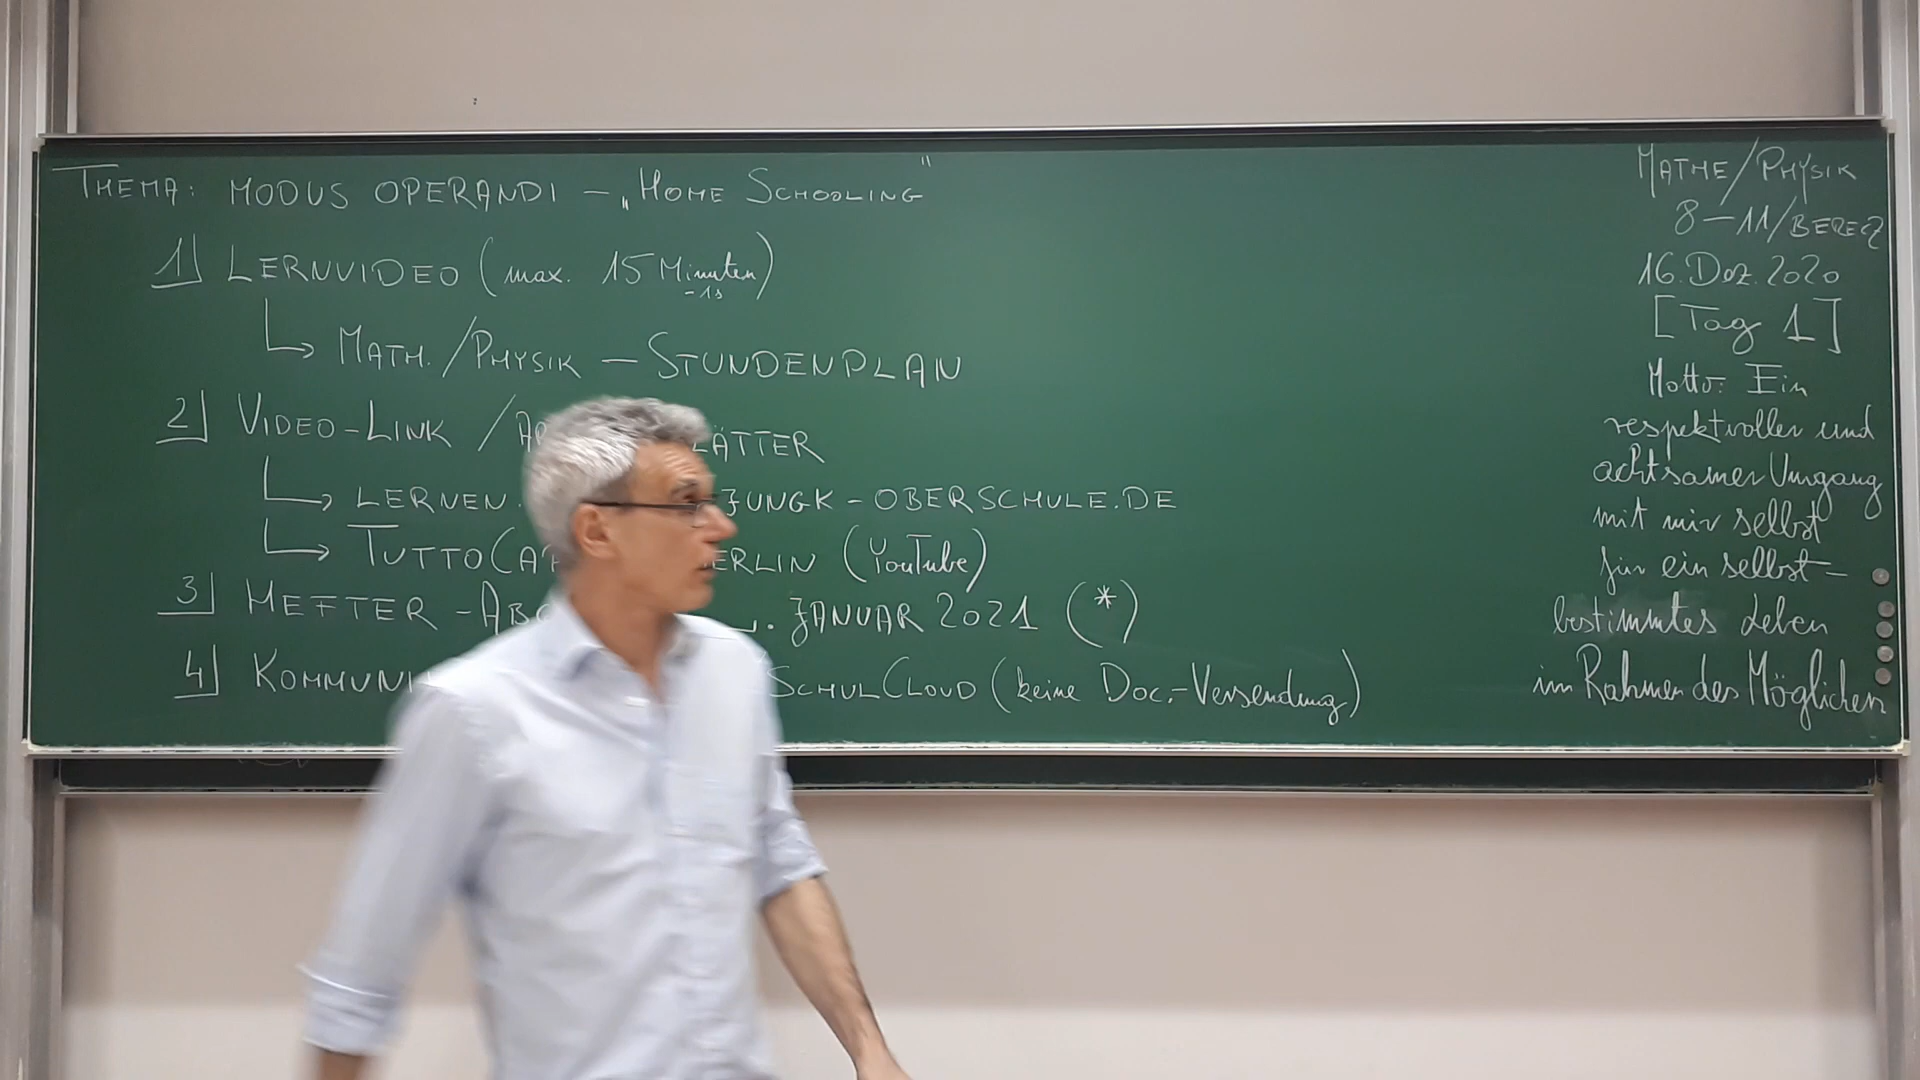 THEMA: MODUS OPERANDI – „HOME SCHOOLING"
1) LERNVIDEO (max. 15 Minuten)
-1s
→ MATH./PHYSIK – STUNDENPLAN
2) VIDEO-LINK / LÄTTER
→ LERNEN. JUNGK-OBERSCHULE.DE
→ TUTTOCA ERLIN (YouTube)
3) HEFTER - JANUAR 2021 (*)
4) KOMMUNI SCHULCLOUD (keine Doc.-Versendung)
MATHE/PHYSIK
8–11/BEREZ
16. Dez. 2020
[Tag 1]
Motto: Ein
respektvoller und
achtsamer Umgang
mit mir selbst
für ein selbst-
bestimmtes Leben
im Rahmen des Möglichen